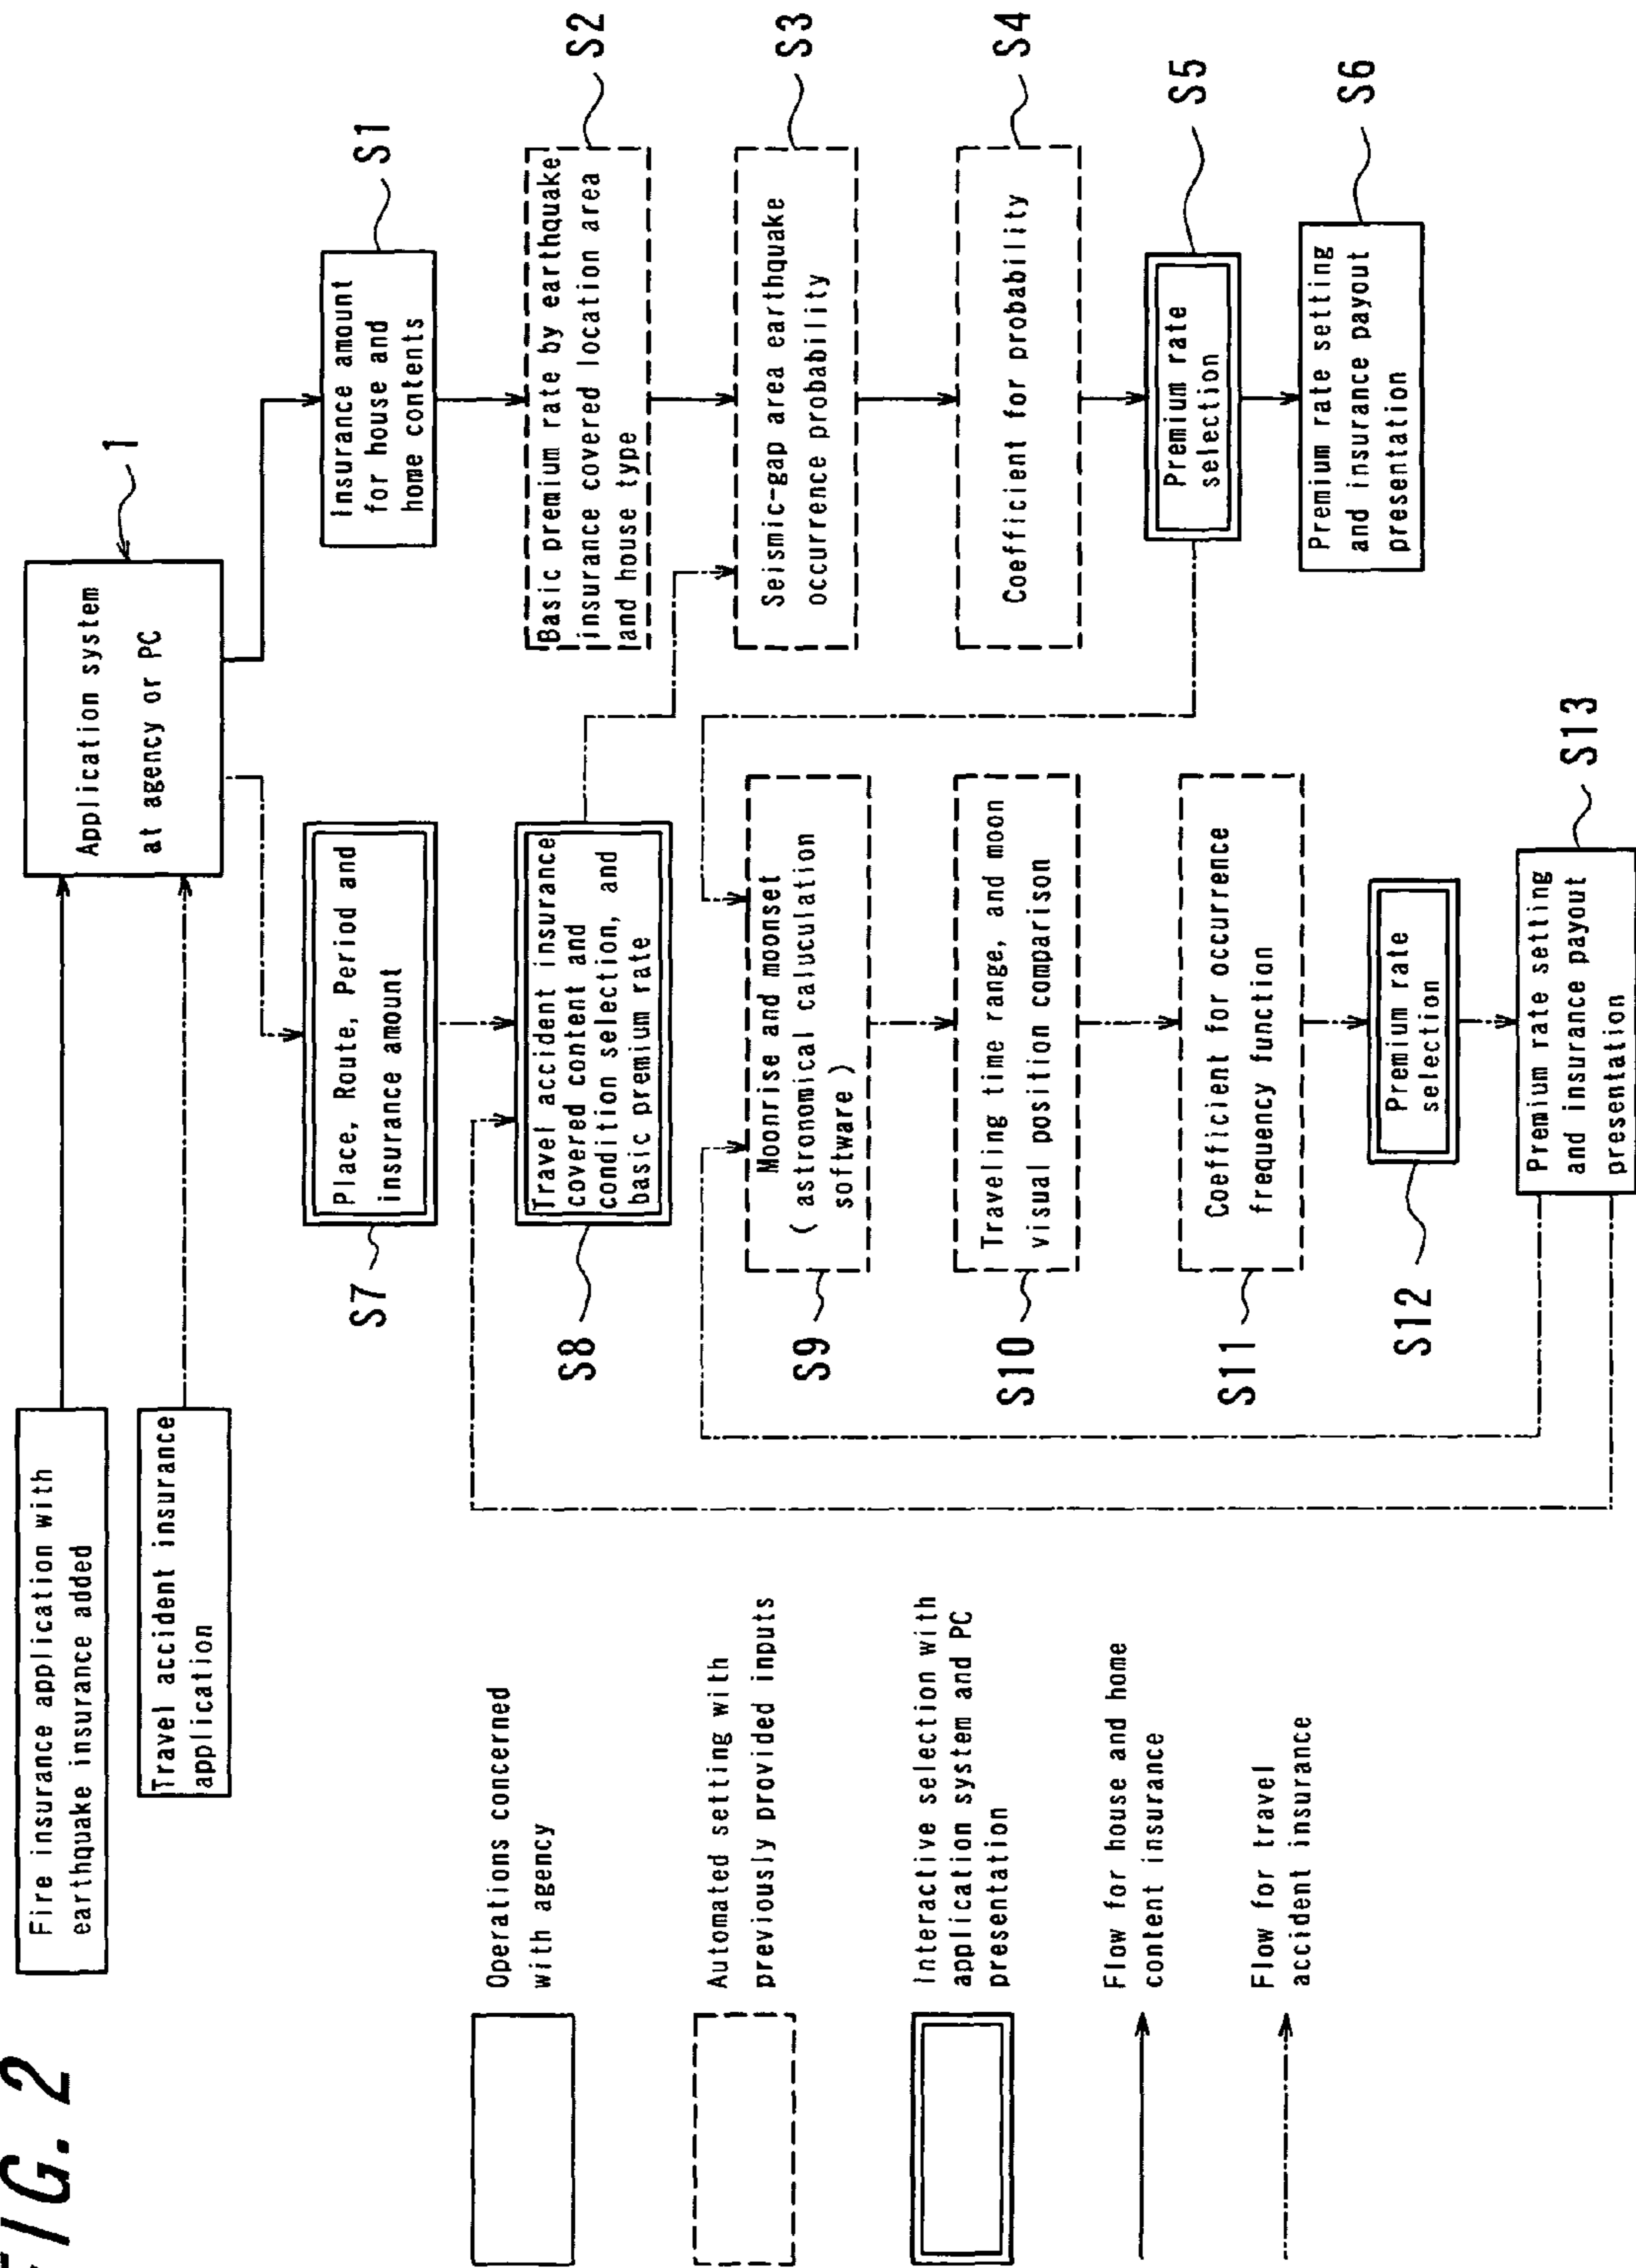 FIG. 2
Fire insurance application with
earthquake insurance added
Travel accident insurance
application
Application system
at agency or PC
1
Insurance amount
for house and
home contents
S1
Basic premium rate by earthquake
insurance covered location area
and house type
S2
Seismic-gap area earthquake
occurrence probability
S3
Coefficient for probability
S4
Premium rate
selection
S5
Premium rate setting
and insurance payout
presentation
S6
Place, Route, Period and
insurance amount
S7
Travel accident insurance
covered content and
condition selection, and
basic premium rate
S8
Moonrise and moonset
( astronomical caluculation
software )
S9
Traveling time range, and moon
visual position comparison
S10
Coefficient for occurrence
frequency function
S11
Premium rate
selection
S12
Premium rate setting
and insurance payout
presentation
S13
Operations concerned
with agency
Automated setting with
previously provided inputs
Interactive selection with
application system and PC
presentation
Flow for house and home
content insurance
Flow for travel
accident insurance